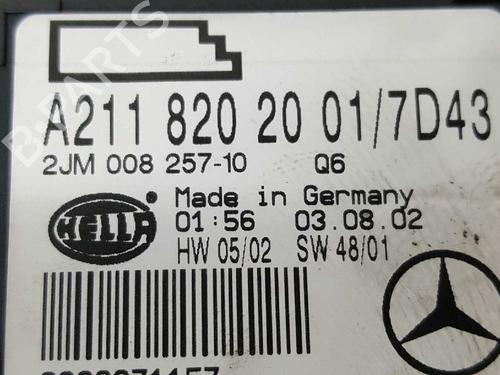 A211 820 20 01/7D43
2JM 008 257-10 Q6
HELLA
Made in Germany
01:56 03.08.02
HW 05/02 SW 48/01
B-PARTS